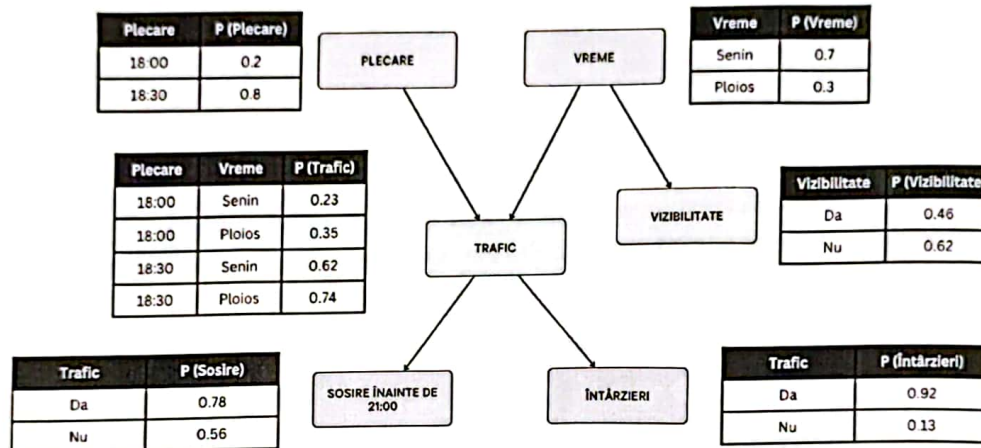 Plecare P (Plecare)
18:00 0.2
18:30 0.8
PLECARE
VREME
Vreme P (Vreme)
Senin 0.7
Ploios 0.3
Plecare Vreme P (Trafic)
18:00 Senin 0.23
18:00 Ploios 0.35
18:30 Senin 0.62
18:30 Ploios 0.74
TRAFIC
VIZIBILITATE
Vizibilitate P (Vizibilitate
Da 0.46
Nu 0.62
Trafic P (Sosire)
Da 0.78
Nu 0.56
SOSIRE ÎNAINTE DE
21:00
ÎNTÂRZIERI
Trafic P (Întârzieri)
Da 0.92
Nu 0.13